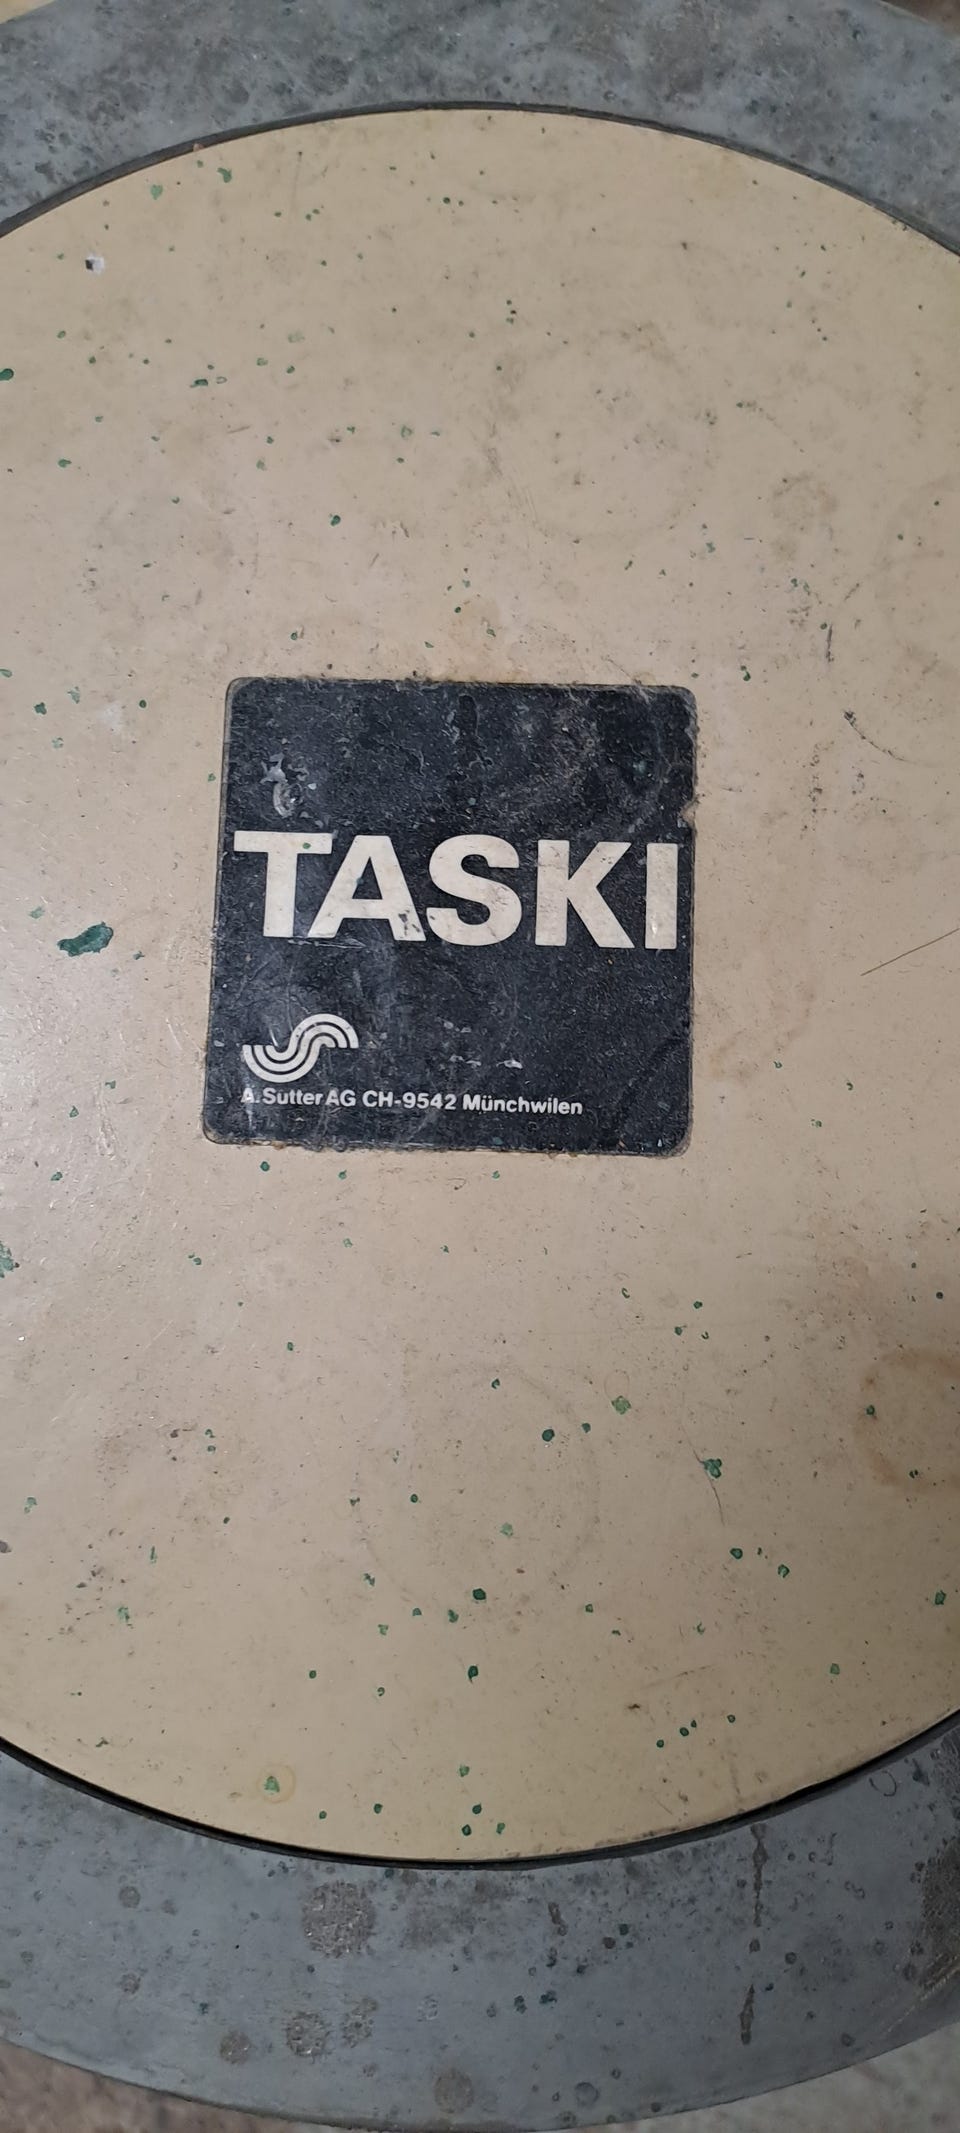 TASKI
A. Sutter AG CH-9542 Münchwilen